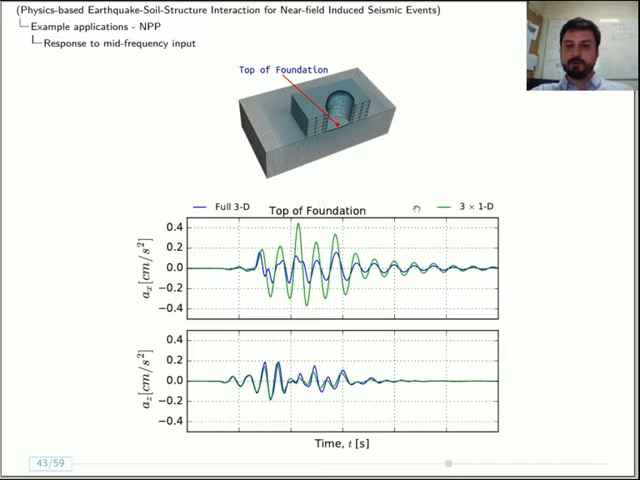 (Physics-based Earthquake-Soil-Structure Interaction for Near-field Induced Seismic Events)
Example applications - NPP
Response to mid-frequency input
Top of Foundation
Full 3-D
Top of Foundation
3 × 1-D
0.4
0.2
0.0
−0.2
−0.4
a_x [cm/s²]
0.4
0.2
0.0
−0.2
−0.4
a_z [cm/s²]
Time, t [s]
43/59